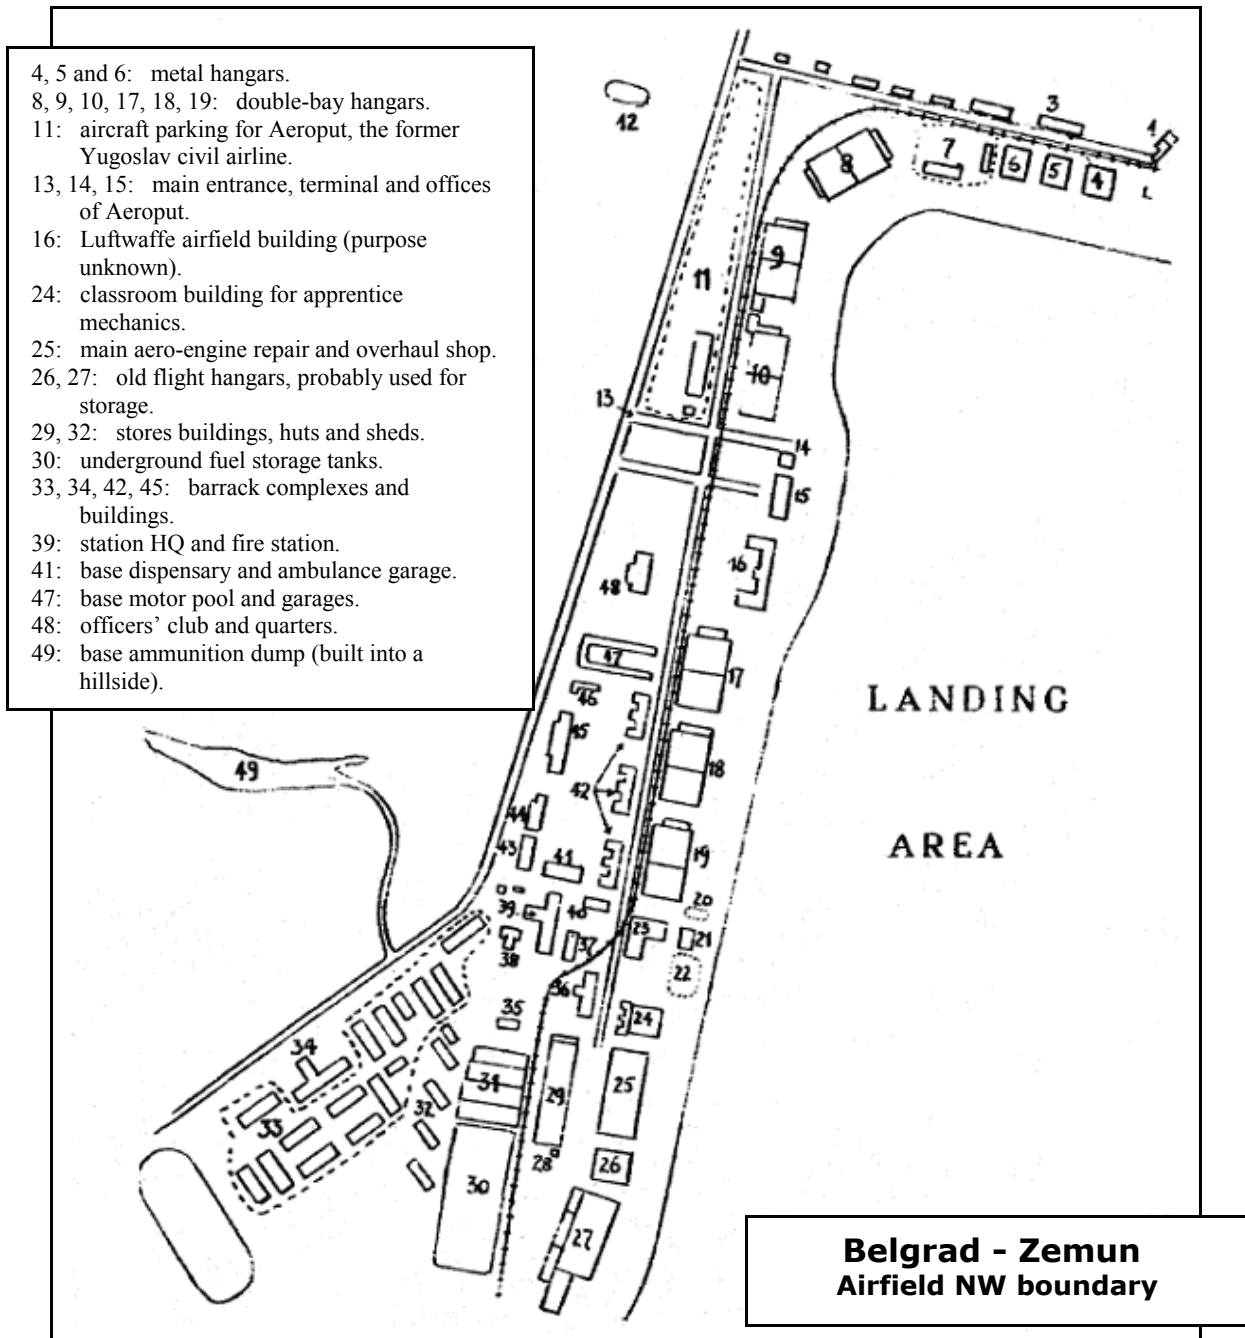 4, 5 and 6: metal hangars.
8, 9, 10, 17, 18, 19: double-bay hangars.
11: aircraft parking for Aeroput, the former
Yugoslav civil airline.
13, 14, 15: main entrance, terminal and offices
of Aeroput.
16: Luftwaffe airfield building (purpose
unknown).
24: classroom building for apprentice
mechanics.
25: main aero-engine repair and overhaul shop.
26, 27: old flight hangars, probably used for
storage.
29, 32: stores buildings, huts and sheds.
30: underground fuel storage tanks.
33, 34, 42, 45: barrack complexes and
buildings.
39: station HQ and fire station.
41: base dispensary and ambulance garage.
47: base motor pool and garages.
48: officers' club and quarters.
49: base ammunition dump (built into a
hillside).
12
3
1
7
8
6
5
4
L
9
11
10
13
14
15
16
48
47
17
46
45
18
42
44
19
43
41
20
39
40
23
21
37
38
22
36
35
24
34
31
29
25
32
33
28
26
30
27
49
LANDING
AREA
Belgrad - Zemun
Airfield NW boundary